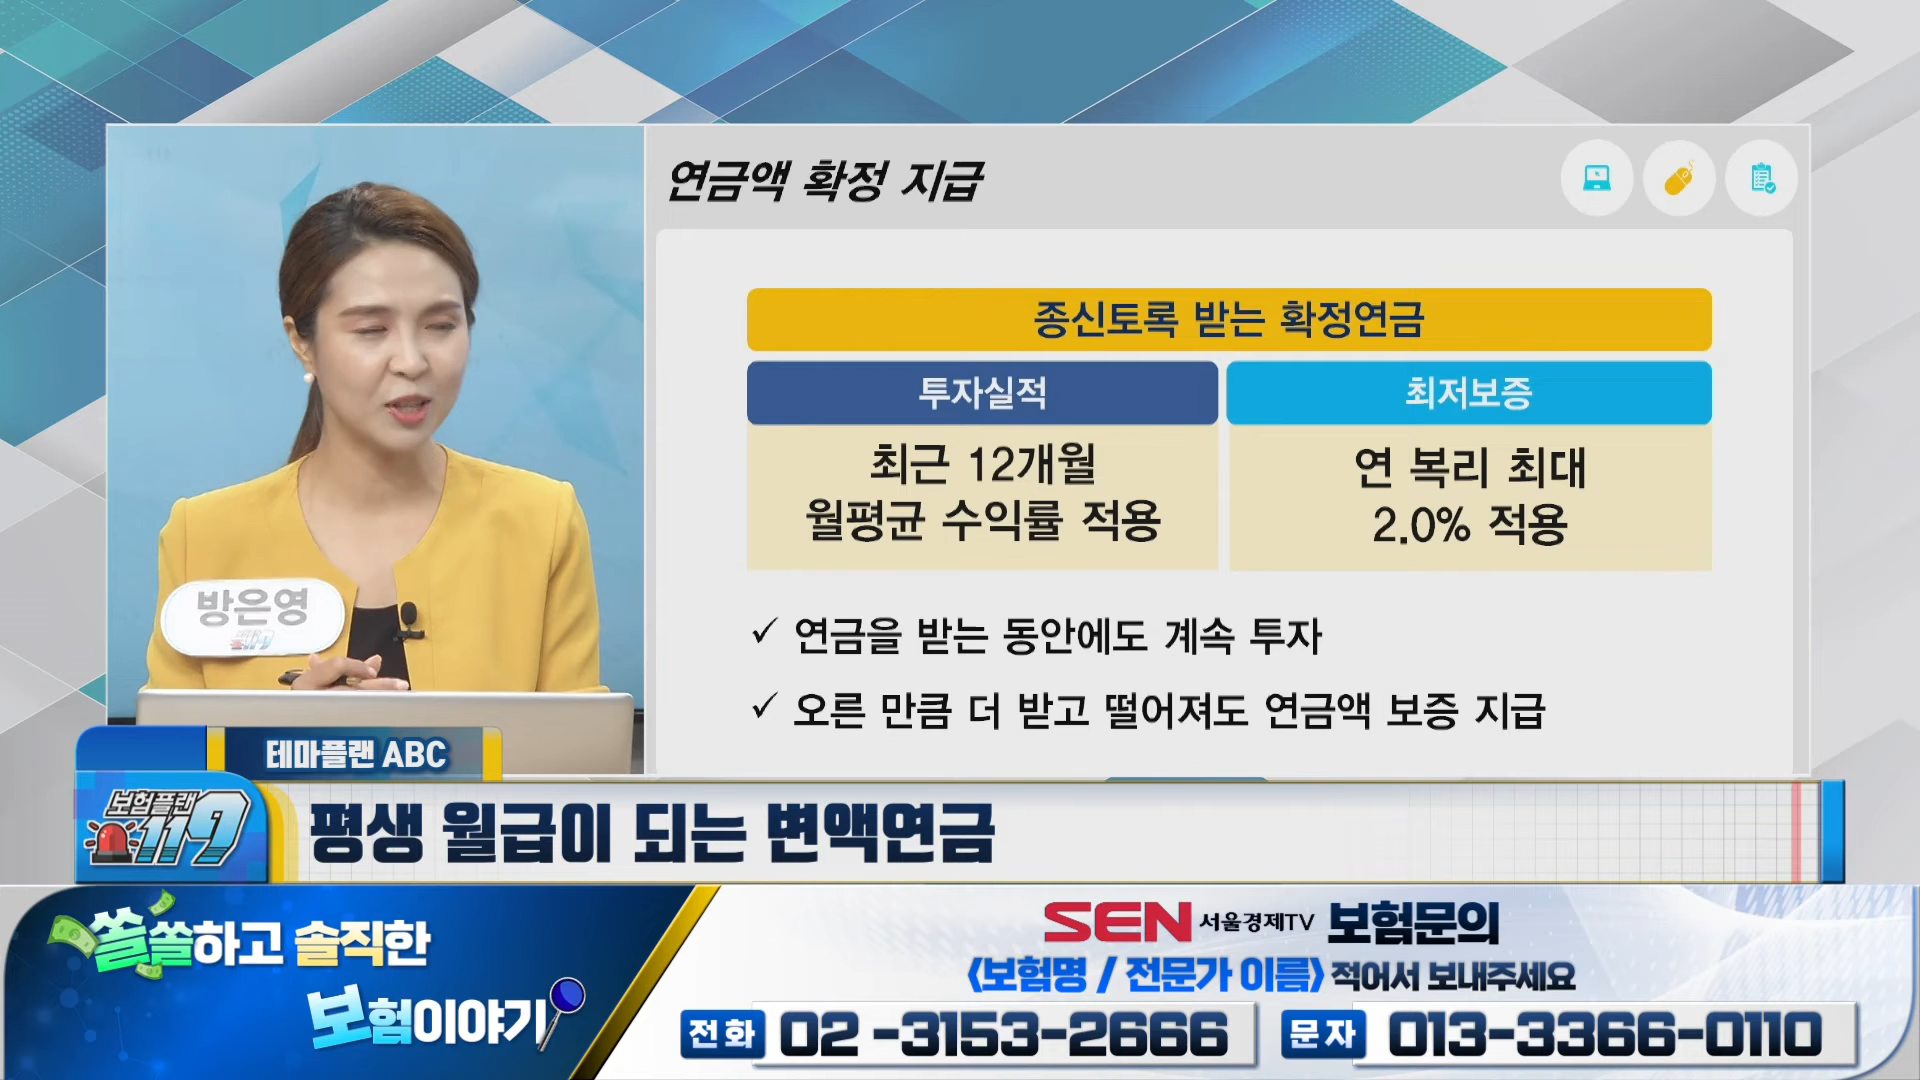 연금액 확정 지급
종신토록 받는 확정연금
투자실적
최저보증
최근 12개월
월평균 수익률 적용
연 복리 최대
2.0% 적용
✓ 연금을 받는 동안에도 계속 투자
✓ 오른 만큼 더 받고 떨어져도 연금액 보증 지급
방은영
테마플랜 ABC
보험플랜
119
평생 월급이 되는 변액연금
쏠쏠하고 솔직한
보험이야기
SEN 서울경제TV 보험문의
<보험명 / 전문가 이름> 적어서 보내주세요
전화 02-3153-2666
문자 013-3366-0110